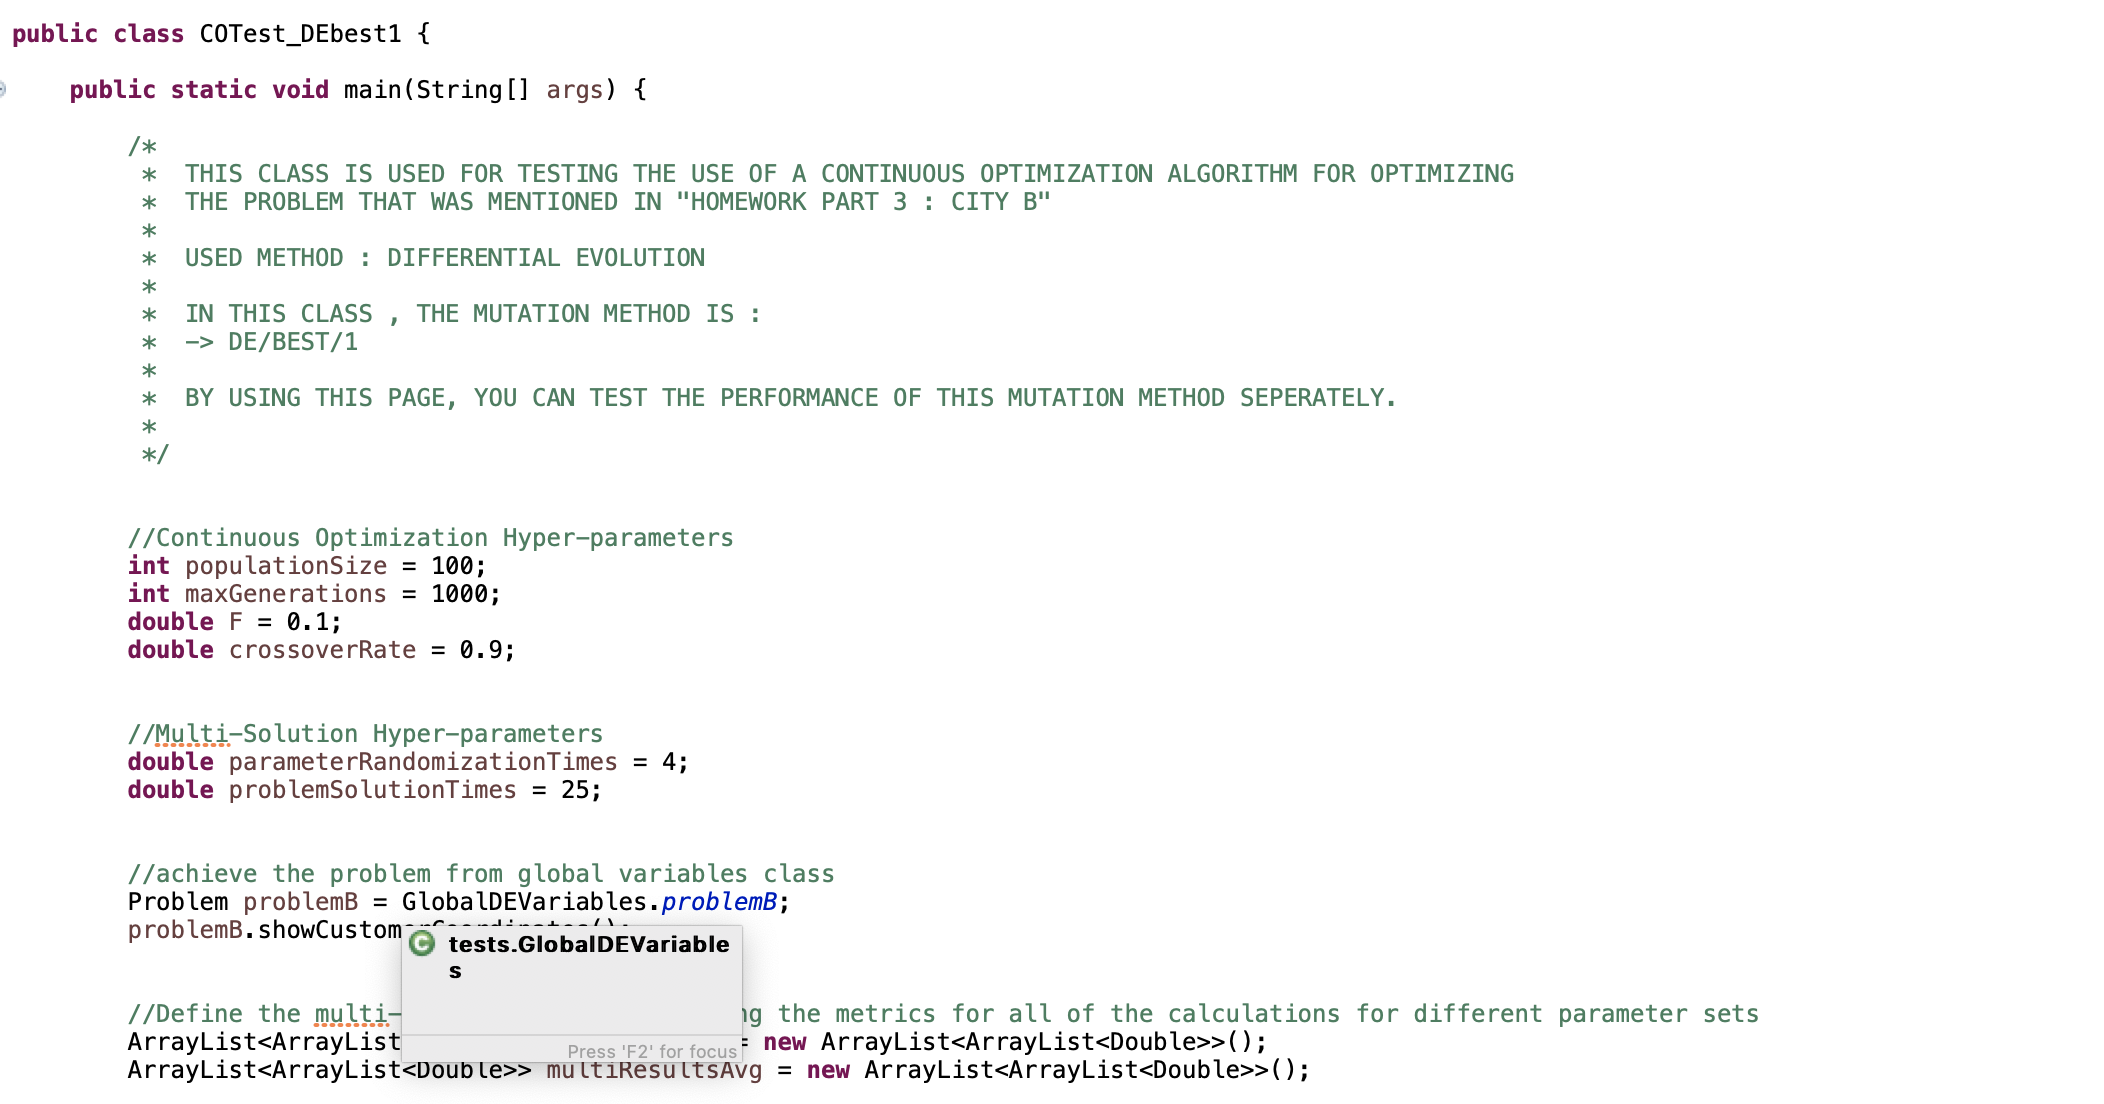 public class COTest_DEbest1 {
public static void main(String[] args) {
/*
* THIS CLASS IS USED FOR TESTING THE USE OF A CONTINUOUS OPTIMIZATION ALGORITHM FOR OPTIMIZING
* THE PROBLEM THAT WAS MENTIONED IN "HOMEWORK PART 3 : CITY B"
*
* USED METHOD : DIFFERENTIAL EVOLUTION
*
* IN THIS CLASS , THE MUTATION METHOD IS :
* -> DE/BEST/1
*
* BY USING THIS PAGE, YOU CAN TEST THE PERFORMANCE OF THIS MUTATION METHOD SEPERATELY.
*
*/
//Continuous Optimization Hyper-parameters
int populationSize = 100;
int maxGenerations = 1000;
double F = 0.1;
double crossoverRate = 0.9;
//Multi-Solution Hyper-parameters
double parameterRandomizationTimes = 4;
double problemSolutionTimes = 25;
//achieve the problem from global variables class
Problem problemB = GlobalDEVariables.problemB;
problemB.showCustomerCoordinates();
tests.GlobalDEVariable
s
//Define the multi- the metrics for all of the calculations for different parameter sets
ArrayList<ArrayList = new ArrayList<ArrayList<Double>>();
Press 'F2' for focus
ArrayList<ArrayList<Double>> multiResultsAvg = new ArrayList<ArrayList<Double>>();